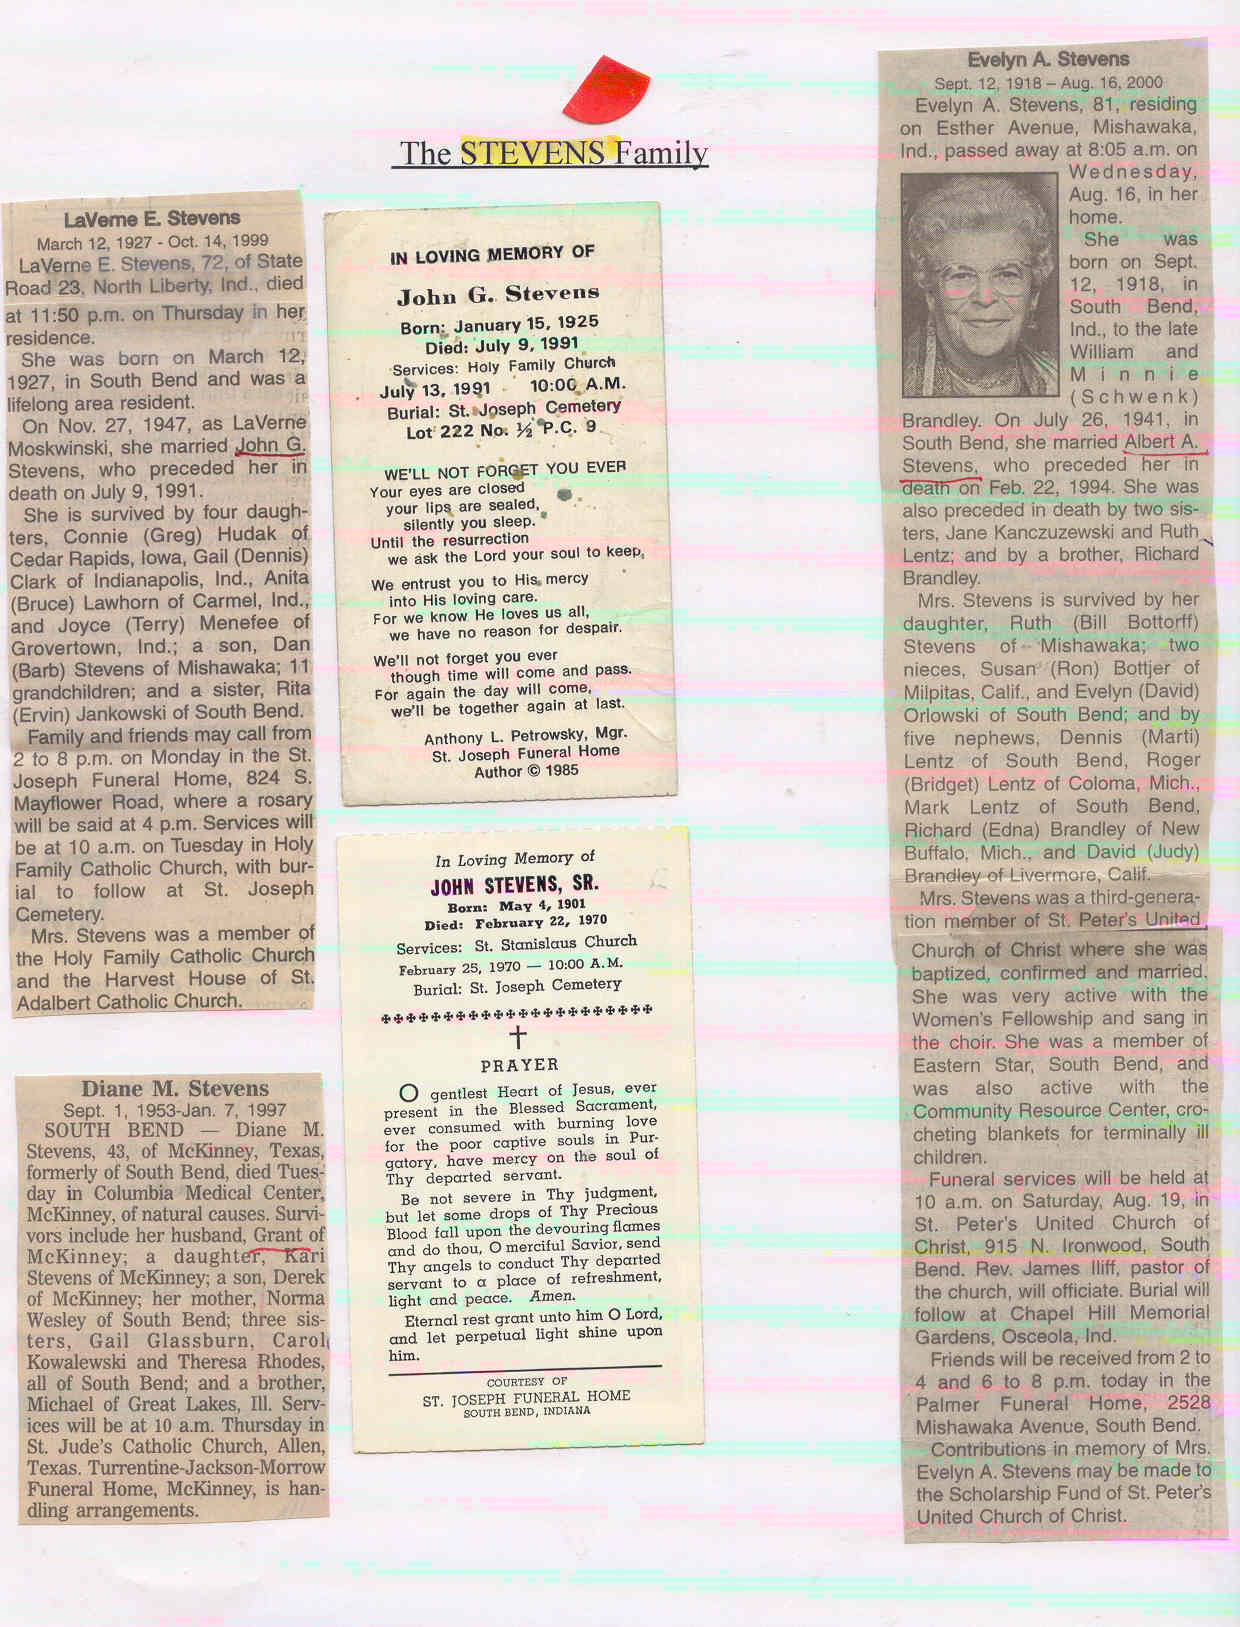 The STEVENS Family
LaVerne E. Stevens
March 12, 1927 - Oct. 14, 1999
LaVerne E. Stevens, 72, of State
Road 23, North Liberty, Ind., died
at 11:50 p.m. on Thursday in her
residence.
She was born on March 12,
1927, in South Bend and was a
lifelong area resident.
On Nov. 27, 1947, as LaVerne
Moskwinski, she married John G.
Stevens, who preceded her in
death on July 9, 1991.
She is survived by four daugh-
ters, Connie (Greg) Hudak of
Cedar Rapids, Iowa, Gail (Dennis)
Clark of Indianapolis, Ind., Anita
(Bruce) Lawhorn of Carmel, Ind.,
and Joyce (Terry) Menefee of
Grovertown, Ind.; a son, Dan
(Barb) Stevens of Mishawaka; 11
grandchildren; and a sister, Rita
(Ervin) Jankowski of South Bend.
Family and friends may call from
2 to 8 p.m. on Monday in the St.
Joseph Funeral Home, 824 S.
Mayflower Road, where a rosary
will be said at 4 p.m. Services will
be at 10 a.m. on Tuesday in Holy
Family Catholic Church, with bur-
ial to follow at St. Joseph
Cemetery.
Mrs. Stevens was a member of
the Holy Family Catholic Church
and the Harvest House of St.
Adalbert Catholic Church.
Diane M. Stevens
Sept. 1, 1953-Jan. 7, 1997
SOUTH BEND — Diane M.
Stevens, 43, of McKinney, Texas,
formerly of South Bend, died Tues-
day in Columbia Medical Center,
McKinney, of natural causes. Survi-
vors include her husband, Grant of
McKinney; a daughter, Kari
Stevens of McKinney; a son, Derek
of McKinney; her mother, Norma
Wesley of South Bend; three sis-
ters, Gail Glassburn, Carol
Kowalewski and Theresa Rhodes,
all of South Bend; and a brother,
Michael of Great Lakes, Ill. Serv-
ices will be at 10 a.m. Thursday in
St. Jude's Catholic Church, Allen,
Texas. Turrentine-Jackson-Morrow
Funeral Home, McKinney, is han-
dling arrangements.
IN LOVING MEMORY OF
John G. Stevens
Born: January 15, 1925
Died: July 9, 1991
Services: Holy Family Church
July 13, 1991 10:00 A.M.
Burial: St. Joseph Cemetery
Lot 222 No. ½ P.C. 9
WE'LL NOT FORGET YOU EVER
Your eyes are closed
your lips are sealed,
silently you sleep.
Until the resurrection
we ask the Lord your soul to keep,
We entrust you to His mercy
into His loving care.
For we know He loves us all,
we have no reason for despair.
We'll not forget you ever
though time will come and pass.
For again the day will come,
we'll be together again at last.
Anthony L. Petrowsky, Mgr.
St. Joseph Funeral Home
Author © 1985
In Loving Memory of
JOHN STEVENS, SR.
Born: May 4, 1901
Died: February 22, 1970
Services: St. Stanislaus Church
February 25, 1970 — 10:00 A.M.
Burial: St. Joseph Cemetery
PRAYER
O gentlest Heart of Jesus, ever
present in the Blessed Sacrament,
ever consumed with burning love
for the poor captive souls in Pur-
gatory, have mercy on the soul of
Thy departed servant.
Be not severe in Thy judgment,
but let some drops of Thy Precious
Blood fall upon the devouring flames
and do thou, O merciful Savior, send
Thy angels to conduct Thy departed
servant to a place of refreshment,
light and peace. Amen.
Eternal rest grant unto him O Lord,
and let perpetual light shine upon
him.
COURTESY OF
ST. JOSEPH FUNERAL HOME
SOUTH BEND, INDIANA
Evelyn A. Stevens
Sept. 12, 1918 – Aug. 16, 2000
Evelyn A. Stevens, 81, residing
on Esther Avenue, Mishawaka,
Ind., passed away at 8:05 a.m. on
Wednesday,
Aug. 16, in her
home.
She was
born on Sept.
12, 1918, in
South Bend,
Ind., to the late
William and
Minnie
(Schwenk)
Brandley. On July 26, 1941, in
South Bend, she married Albert A.
Stevens, who preceded her in
death on Feb. 22, 1994. She was
also preceded in death by two sis-
ters, Jane Kanczuzewski and Ruth
Lentz; and by a brother, Richard
Brandley.
Mrs. Stevens is survived by her
daughter, Ruth (Bill Bottorff)
Stevens of Mishawaka; two
nieces, Susan (Ron) Bottjer of
Milpitas, Calif., and Evelyn (David)
Orlowski of South Bend; and by
five nephews, Dennis (Marti)
Lentz of South Bend, Roger
(Bridget) Lentz of Coloma, Mich.,
Mark Lentz of South Bend,
Richard (Edna) Brandley of New
Buffalo, Mich., and David (Judy)
Brandley of Livermore, Calif.
Mrs. Stevens was a third-genera-
tion member of St. Peter's United
Church of Christ where she was
baptized, confirmed and married.
She was very active with the
Women's Fellowship and sang in
the choir. She was a member of
Eastern Star, South Bend, and
was also active with the
Community Resource Center, cro-
cheting blankets for terminally ill
children.
Funeral services will be held at
10 a.m. on Saturday, Aug. 19, in
St. Peter's United Church of
Christ, 915 N. Ironwood, South
Bend. Rev. James Iliff, pastor of
the church, will officiate. Burial will
follow at Chapel Hill Memorial
Gardens, Osceola, Ind.
Friends will be received from 2 to
4 and 6 to 8 p.m. today in the
Palmer Funeral Home, 2528
Mishawaka Avenue, South Bend.
Contributions in memory of Mrs.
Evelyn A. Stevens may be made to
the Scholarship Fund of St. Peter's
United Church of Christ.